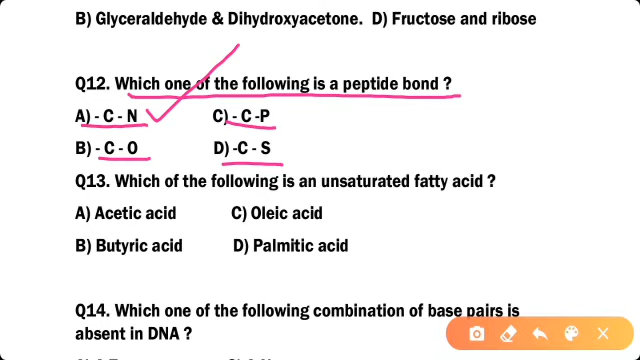 B) Glyceraldehyde & Dihydroxyacetone. D) Fructose and ribose
Q12. Which one of the following is a peptide bond ?
A) - C - N C) - C -P
B) - C - O D) -C - S
Q13. Which of the following is an unsaturated fatty acid ?
A) Acetic acid C) Oleic acid
B) Butyric acid D) Palmitic acid
Q14. Which one of the following combination of base pairs is
absent in DNA ?